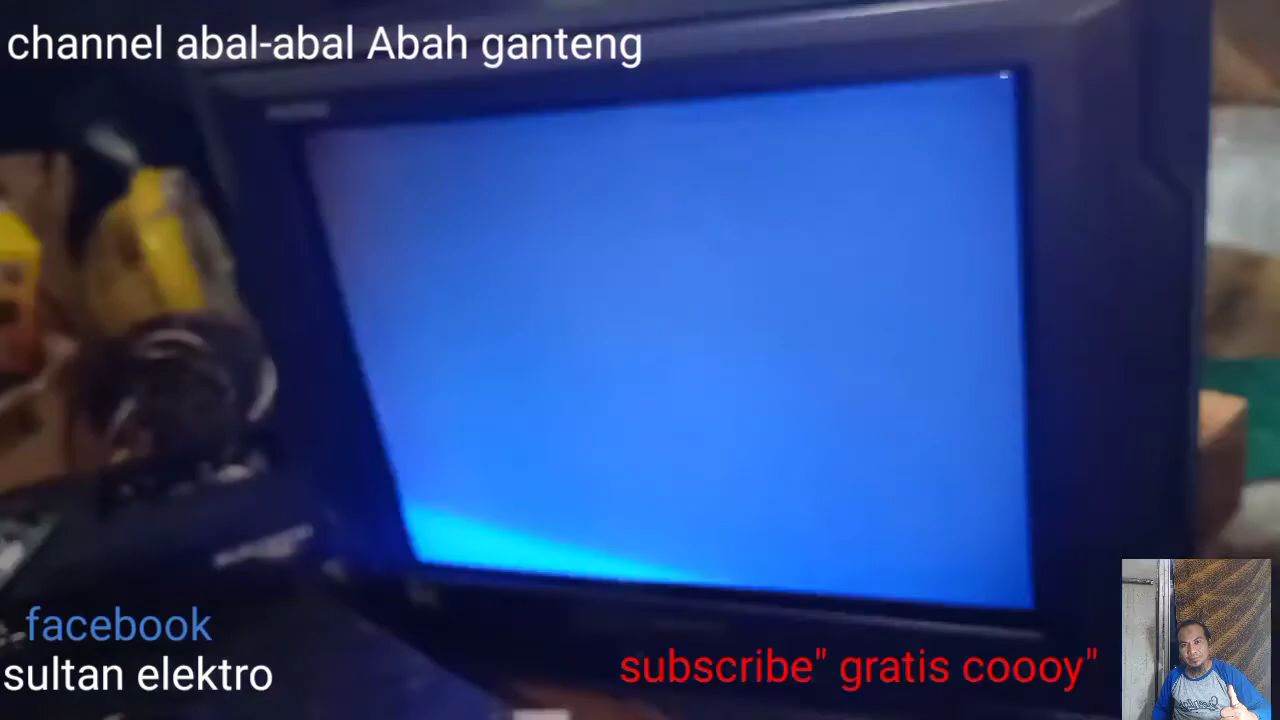 channel abal-abal Abah ganteng
facebook
sultan elektro
subscribe" gratis coooy"